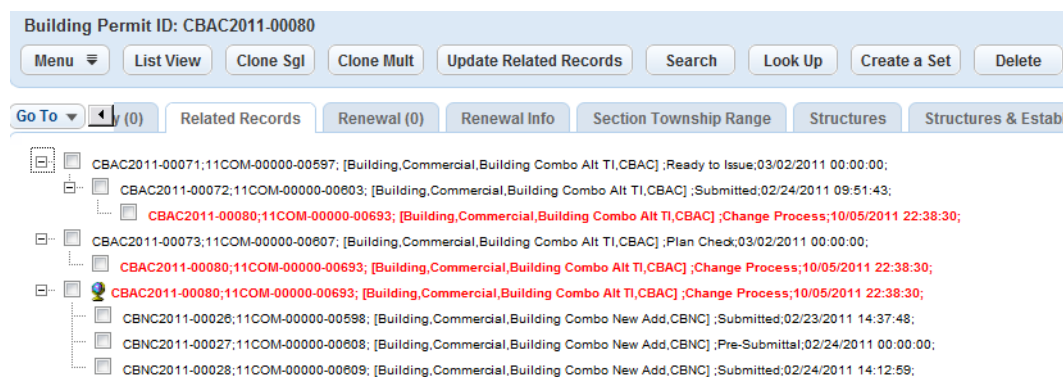 Building Permit ID: CBAC2011-00080
Menu List View Clone Sgl Clone Mult Update Related Records Search Look Up Create a Set Delete
Go To y (0) Related Records Renewal (0) Renewal Info Section Township Range Structures Structures & Establ
CBAC2011-00071;11COM-00000-00597; [Building,Commercial,Building Combo Alt TI,CBAC] ;Ready to Issue;03/02/2011 00:00:00;
CBAC2011-00072;11COM-00000-00603; [Building,Commercial,Building Combo Alt TI,CBAC] ;Submitted;02/24/2011 09:51:43;
CBAC2011-00080;11COM-00000-00693; [Building,Commercial,Building Combo Alt TI,CBAC] ;Change Process;10/05/2011 22:38:30;
CBAC2011-00073;11COM-00000-00607; [Building,Commercial,Building Combo Alt TI,CBAC] ;Plan Check;03/02/2011 00:00:00;
CBAC2011-00080;11COM-00000-00693; [Building,Commercial,Building Combo Alt TI,CBAC] ;Change Process;10/05/2011 22:38:30;
CBAC2011-00080;11COM-00000-00693; [Building,Commercial,Building Combo Alt TI,CBAC] ;Change Process;10/05/2011 22:38:30;
CBNC2011-00026;11COM-00000-00598; [Building,Commercial,Building Combo New Add,CBNC] ;Submitted;02/23/2011 14:37:48;
CBNC2011-00027;11COM-00000-00608; [Building,Commercial,Building Combo New Add,CBNC] ;Pre-Submittal;02/24/2011 00:00:00;
CBNC2011-00028;11COM-00000-00609; [Building,Commercial,Building Combo New Add,CBNC] ;Submitted;02/24/2011 14:12:59;